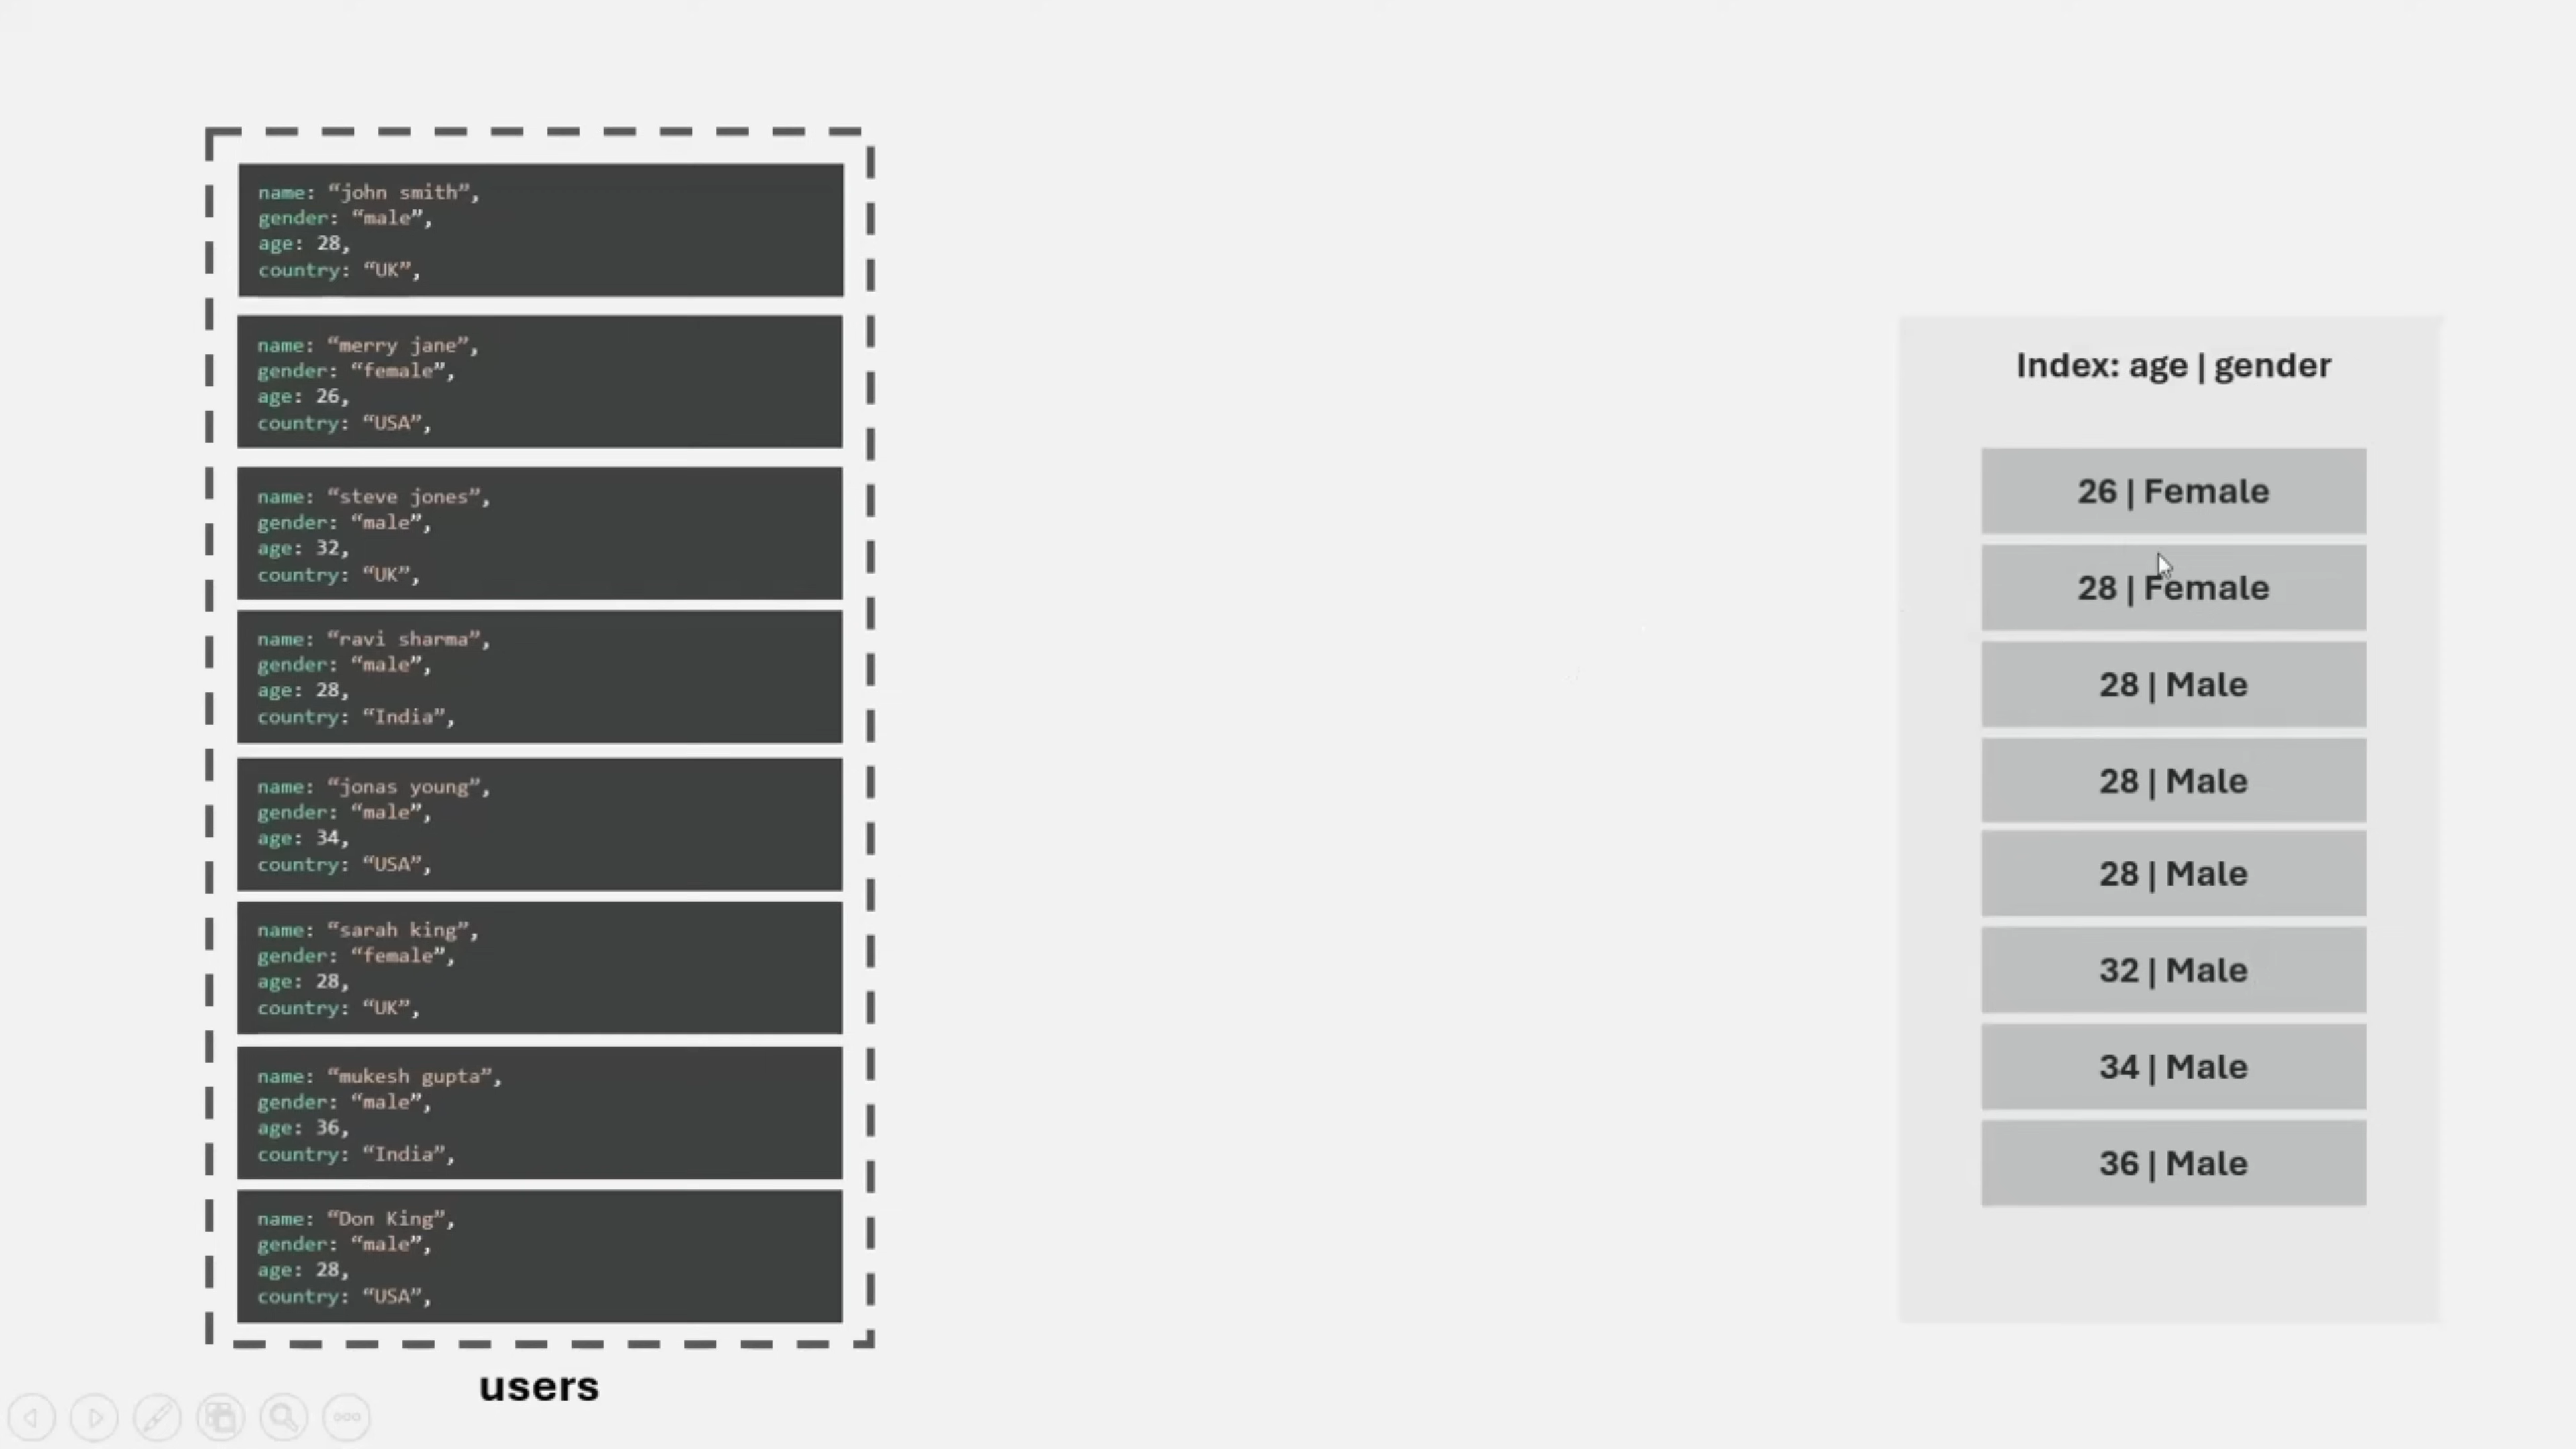 name: “john smith”,
gender: “male”,
age: 28,
country: “UK”,
name: “merry jane”,
gender: “female”,
age: 26,
country: “USA”,
name: “steve jones”,
gender: “male”,
age: 32,
country: “UK”,
name: “ravi sharma”,
gender: “male”,
age: 28,
country: “India”,
name: “jonas young”,
gender: “male”,
age: 34,
country: “USA”,
name: “sarah king”,
gender: “female”,
age: 28,
country: “UK”,
name: “mukesh gupta”,
gender: “male”,
age: 36,
country: “India”,
name: “Don King”,
gender: “male”,
age: 28,
country: “USA”,
users
Index: age | gender
26 | Female
28 | Female
28 | Male
28 | Male
28 | Male
32 | Male
34 | Male
36 | Male